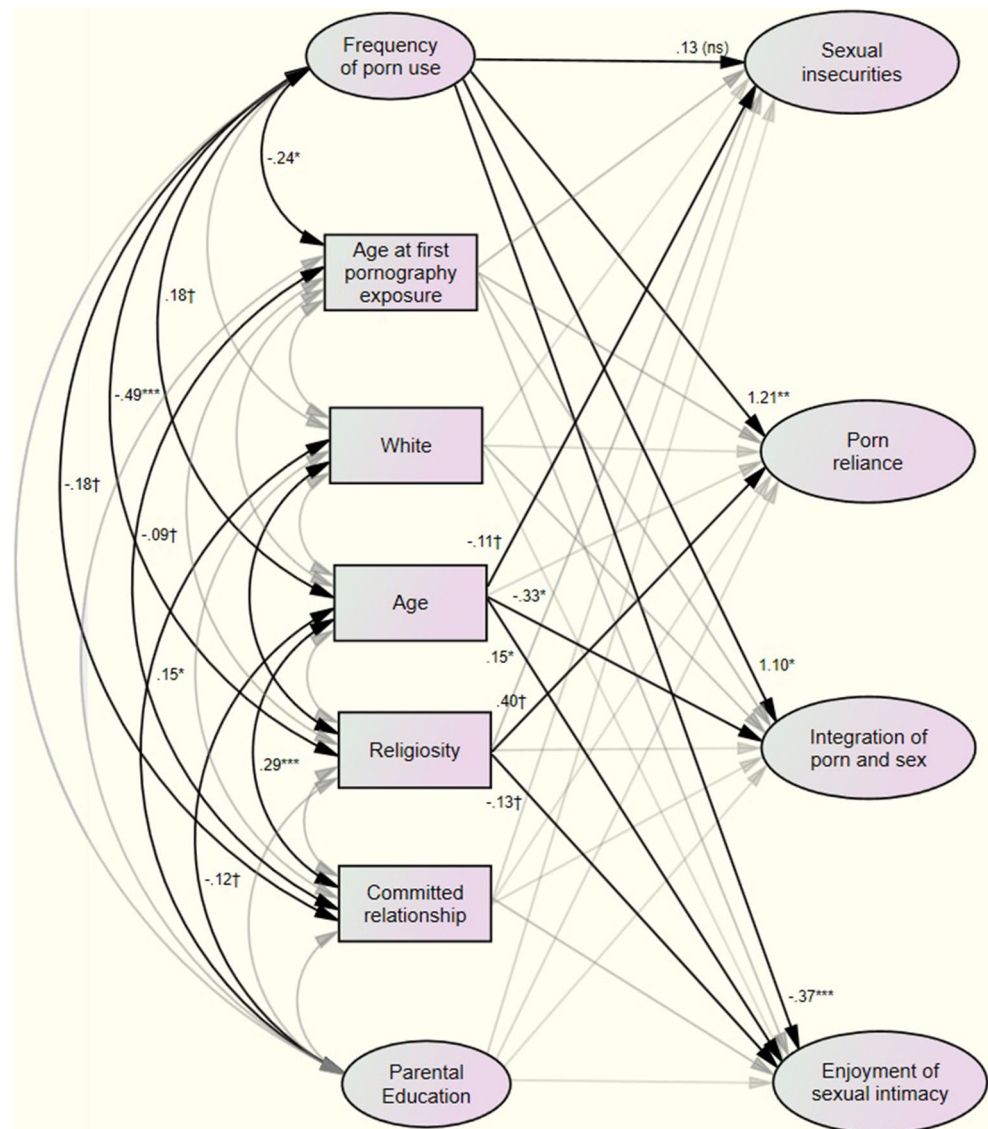 Frequency
of porn use
.13 (ns)
Sexual
insecurities
-.24*
Age at first
pornography
exposure
.18†
-.49***
1.21**
White
Porn
reliance
-.18†
-.09†
-.11†
Age
-.33*
.15*
.15*
1.10*
.40†
Religiosity
Integration of
porn and sex
.29***
-.13†
-.12†
Committed
relationship
-.37***
Parental
Education
Enjoyment of
sexual intimacy